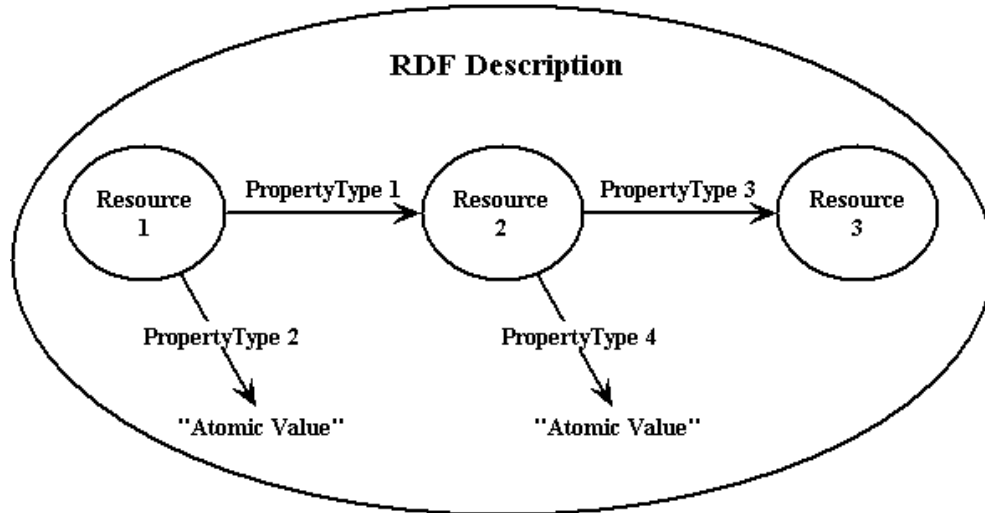 RDF Description
PropertyType 1
PropertyType 3
Resource
1
Resource
2
Resource
3
PropertyType 2
PropertyType 4
"Atomic Value"
"Atomic Value"